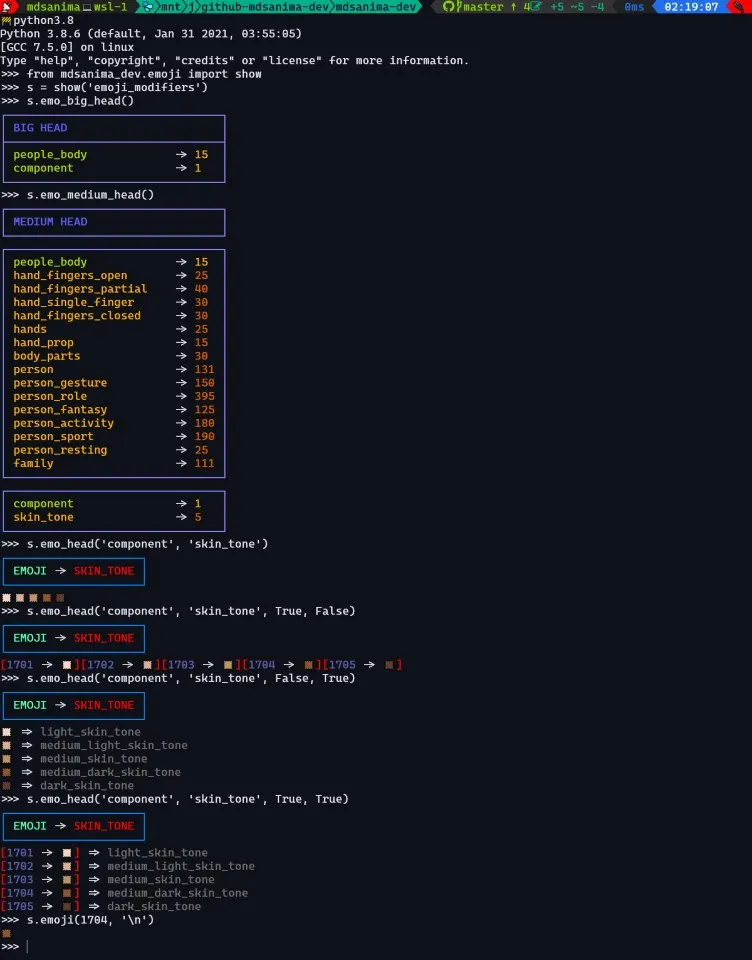 mdsanima wsl-1 mnt j github-mdsanima-dev mdsanima-dev master ↑ 4 +5 ~5 -4 0ms 02:19:07
python3.8
Python 3.8.6 (default, Jan 31 2021, 03:55:05)
[GCC 7.5.0] on linux
Type "help", "copyright", "credits" or "license" for more information.
>>> from mdsanima_dev.emoji import show
>>> s = show('emoji_modifiers')
>>> s.emo_big_head()
BIG HEAD
people_body → 15
component → 1
>>> s.emo_medium_head()
MEDIUM HEAD
people_body → 15
hand_fingers_open → 25
hand_fingers_partial → 40
hand_single_finger → 30
hand_fingers_closed → 30
hands → 25
hand_prop → 15
body_parts → 30
person → 131
person_gesture → 150
person_role → 395
person_fantasy → 125
person_activity → 180
person_sport → 190
person_resting → 25
family → 111
component → 1
skin_tone → 5
>>> s.emo_head('component', 'skin_tone')
EMOJI → SKIN_TONE
>>> s.emo_head('component', 'skin_tone', True, False)
EMOJI → SKIN_TONE
[1701 → 🏻][1702 → 🏼][1703 → 🏽][1704 → 🏾][1705 → 🏿]
>>> s.emo_head('component', 'skin_tone', False, True)
EMOJI → SKIN_TONE
🏻 ⇒ light_skin_tone
🏼 ⇒ medium_light_skin_tone
🏽 ⇒ medium_skin_tone
🏾 ⇒ medium_dark_skin_tone
🏿 ⇒ dark_skin_tone
>>> s.emo_head('component', 'skin_tone', True, True)
EMOJI → SKIN_TONE
[1701 → 🏻] ⇒ light_skin_tone
[1702 → 🏼] ⇒ medium_light_skin_tone
[1703 → 🏽] ⇒ medium_skin_tone
[1704 → 🏾] ⇒ medium_dark_skin_tone
[1705 → 🏿] ⇒ dark_skin_tone
>>> s.emoji(1704, '\n')
>>>